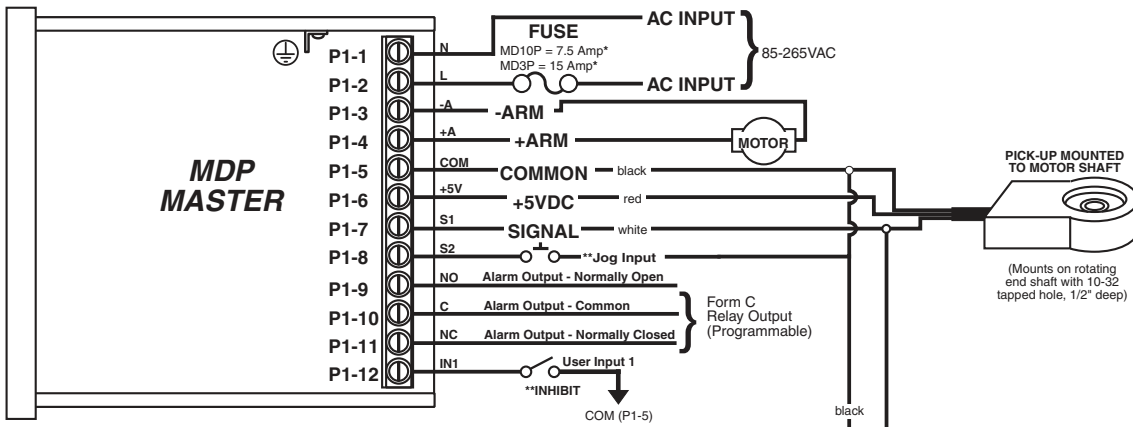 AC INPUT
FUSE
MD10P = 7.5 Amp*
MD3P = 15 Amp*
85-265VAC
P1-1 N
P1-2 L
AC INPUT
P1-3 -A -ARM
P1-4 +A +ARM
MOTOR
MDP
MASTER
P1-5 COM COMMON black
P1-6 +5V +5VDC red
P1-7 S1 SIGNAL white
P1-8 S2 **Jog Input
P1-9 NO Alarm Output - Normally Open
P1-10 C Alarm Output - Common
P1-11 NC Alarm Output - Normally Closed
Form C
Relay Output
(Programmable)
P1-12 IN1 User Input 1
**INHIBIT
COM (P1-5)
black
PICK-UP MOUNTED
TO MOTOR SHAFT
(Mounts on rotating
end shaft with 10-32
tapped hole, 1/2" deep)